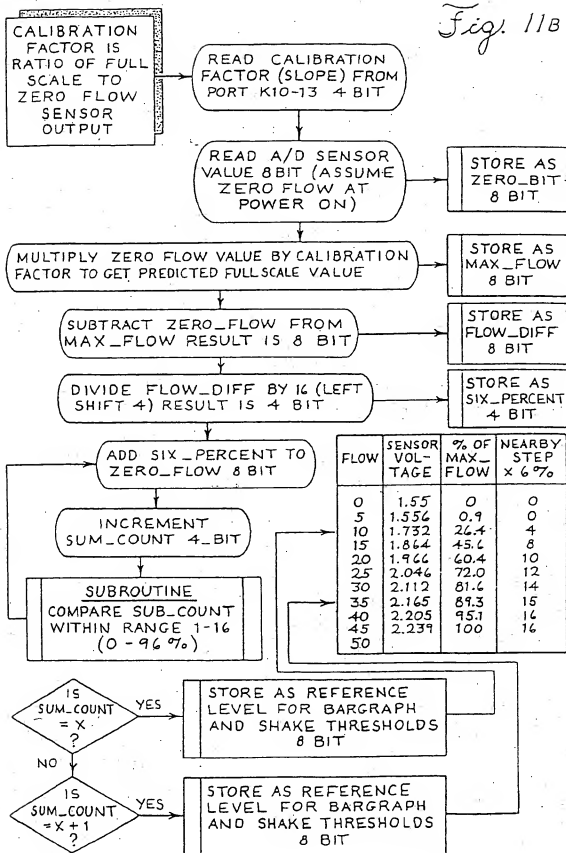 Fig. 11B
CALIBRATION
FACTOR IS
RATIO OF FULL
SCALE TO
ZERO FLOW
SENSOR
OUTPUT
READ CALIBRATION
FACTOR (SLOPE) FROM
PORT K10-13 4 BIT
READ A/D SENSOR
VALUE 8BIT (ASSUME
ZERO FLOW AT
POWER ON)
STORE AS
ZERO_BIT
8 BIT
MULTIPLY ZERO FLOW VALUE BY CALIBRATION
FACTOR TO GET PREDICTED FULL SCALE VALUE
STORE AS
MAX_FLOW
8 BIT
SUBTRACT ZERO_FLOW FROM
MAX_FLOW RESULT IS 8 BIT
STORE AS
FLOW_DIFF
8 BIT
DIVIDE FLOW_DIFF BY 16 (LEFT
SHIFT 4) RESULT IS 4 BIT
STORE AS
SIX_PERCENT
4 BIT
ADD SIX_PERCENT TO
ZERO_FLOW 8 BIT
INCREMENT
SUM_COUNT 4_BIT
SUBROUTINE
COMPARE SUB_COUNT
WITHIN RANGE 1-16
(0-96%)
FLOW SENSOR VOL-TAGE % OF MAX_FLOW NEARBY STEP x 6%
0 1.55 0 0
5 1.556 0.9 0
10 1.732 26.4 4
15 1.864 45.6 8
20 1.966 60.4 10
25 2.046 72.0 12
30 2.112 81.6 14
35 2.165 89.3 15
40 2.205 95.1 16
45 2.239 100 16
50
IS
SUM_COUNT
= X
?
YES
STORE AS REFERENCE
LEVEL FOR BARGRAPH
AND SHAKE THRESHOLDS
8 BIT
NO
IS
SUM_COUNT
= X + 1
?
YES
STORE AS REFERENCE
LEVEL FOR BARGRAPH
AND SHAKE THRESHOLDS
8 BIT